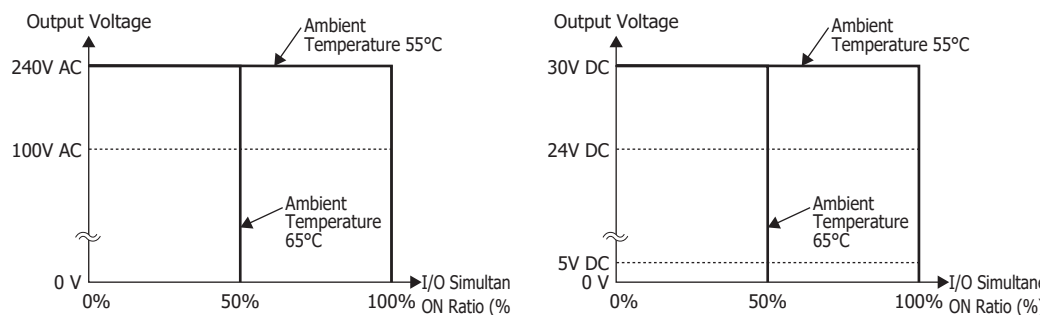 Output Voltage
Ambient
Temperature 55°C
240V AC
100V AC
Ambient
Temperature
65°C
0 V
0%
50%
100%
I/O Simultan
ON Ratio (%
Output Voltage
Ambient
Temperature 55°C
30V DC
24V DC
Ambient
Temperature
65°C
5V DC
0 V
0%
50%
100%
I/O Simultane
ON Ratio (%